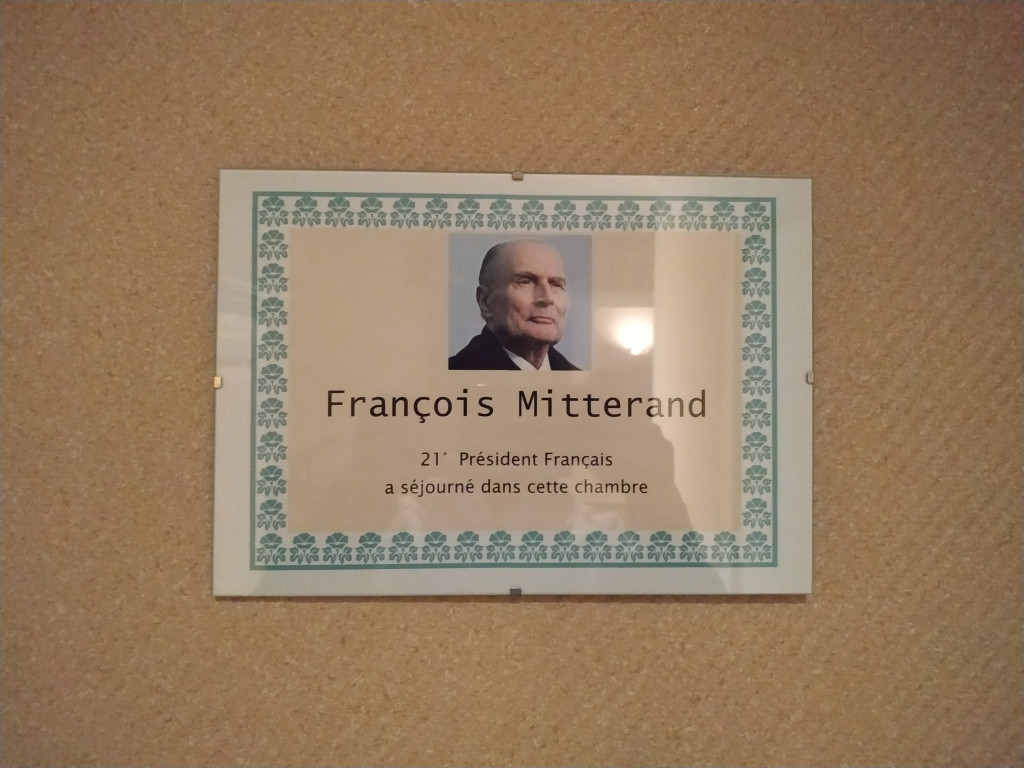 François Mitterand
21° Président Français
a séjourné dans cette chambre